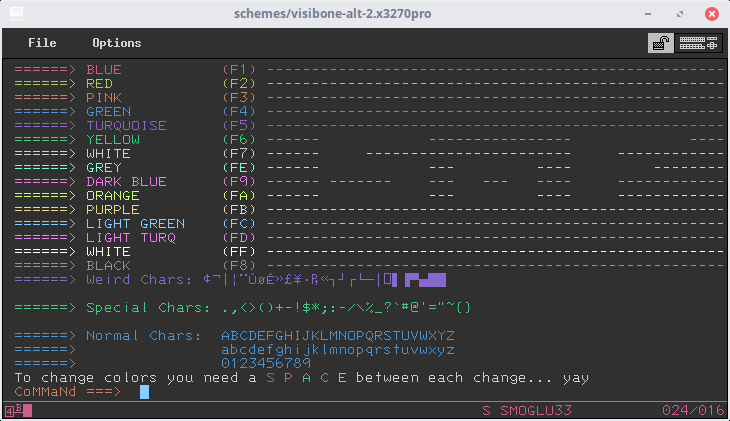 schemes/visibone-alt-2.x3270pro
File Options
======> BLUE (F1) ---------------------------------------------------------
======> RED (F2) ---------------------------------------------------------
======> PINK (F3) ---------------------------------------------------------
======> GREEN (F4) ---------------------------------------------------------
======> TURQUOISE (F5) ---------------------------------------------------------
======> YELLOW (F6) ---------------------------------------------------------
======> WHITE (F7) ------ --------------- ------------
======> GREY (FE) ------ --- ---
======> DARK BLUE (F9) ------ --- ---
======> ORANGE (FA) ------ --- ---
======> PURPLE (FB) ------ --- ---
======> LIGHT GREEN (FC) ------ --- ---
======> LIGHT TURQ (FD) ------ --- ---
======> WHITE (FF) ------ --- ---
======> BLACK (F8) ---------------------------------------------------------
======> Weird Chars: ¢¬|¦¨ÛøÊ»£¥·
======> Special Chars: .,<>()+-!$*;:-/\%_?`#@'="~{}
======> Normal Chars: ABCDEFGHIJKLMNOPQRSTUVWXYZ
======> abcdefghijklmnopqrstuvwxyz
======> 0123456789
To change colors you need a S P A C E between each change... yay
CoMMaNd ===>
4 B S SMOGLU33 024/016